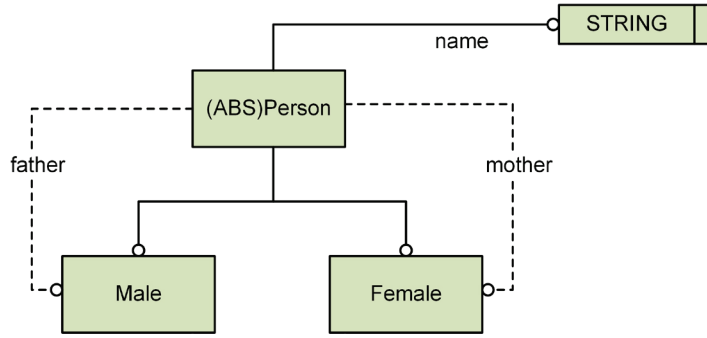 STRING
name
(ABS)Person
father
mother
Male
Female